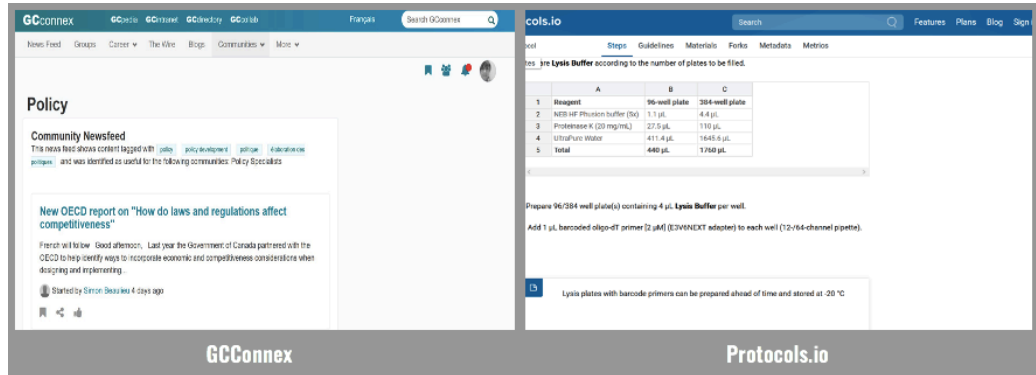 GCconnex GCpedia GCintranet GCdirectory GCcollab Français Search GCconnex
News Feed Groups Career The Wire Blogs Communities More
Policy
Community Newsfeed
This news feed shows content tagged with policy policy development politique élaboration des
politiques and was identified as useful for the following communities: Policy Specialists
New OECD report on "How do laws and regulations affect
competitiveness"
French will follow Good afternoon, Last year the Government of Canada partnered with the
OECD to help identify ways to incorporate economic and competitiveness considerations when
designing and implementing...
Started by Simon Beaulieu 4 days ago
GCConnex
cols.io Search Features Plans Blog Sign
ocol Steps Guidelines Materials Forks Metadata Metrics
tes are Lysis Buffer according to the number of plates to be filled.
A B C
1 Reagent 96-well plate 384-well plate
2 NEB HF Phusion buffer (5x) 1.1 µL 4.4 µL
3 Proteinase K (20 mg/mL) 27.5 µL 110 µL
4 UltraPure Water 411.4 µL 1645.6 µL
5 Total 440 µL 1760 µL
Prepare 96/384 well plate(s) containing 4 µL Lysis Buffer per well.
Add 1 µL barcoded oligo-dT primer [2 µM] (E3V6NEXT adapter) to each well (12-/64-channel pipette).
Lysis plates with barcode primers can be prepared ahead of time and stored at -20 °C
Protocols.io